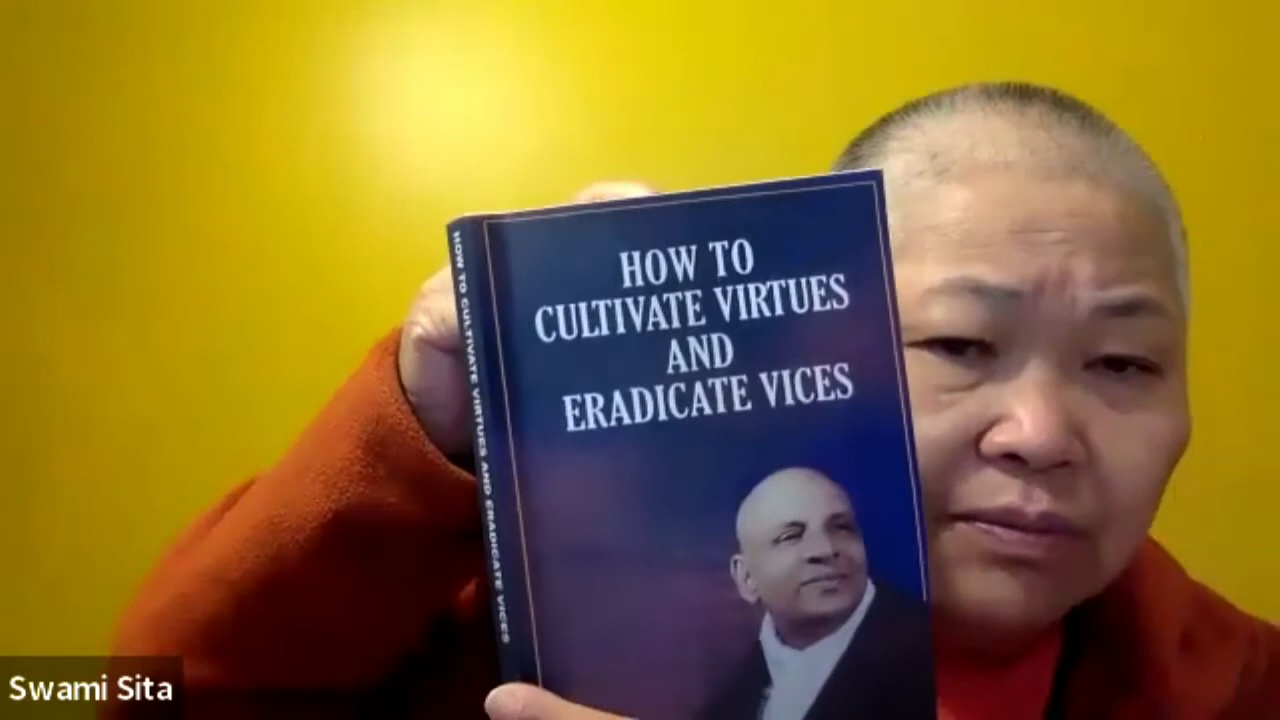 HOW TO
CULTIVATE VIRTUES
AND
ERADICATE VICES
HOW TO CULTIVATE VIRTUES AND ERADICATE VICES
Swami Sita